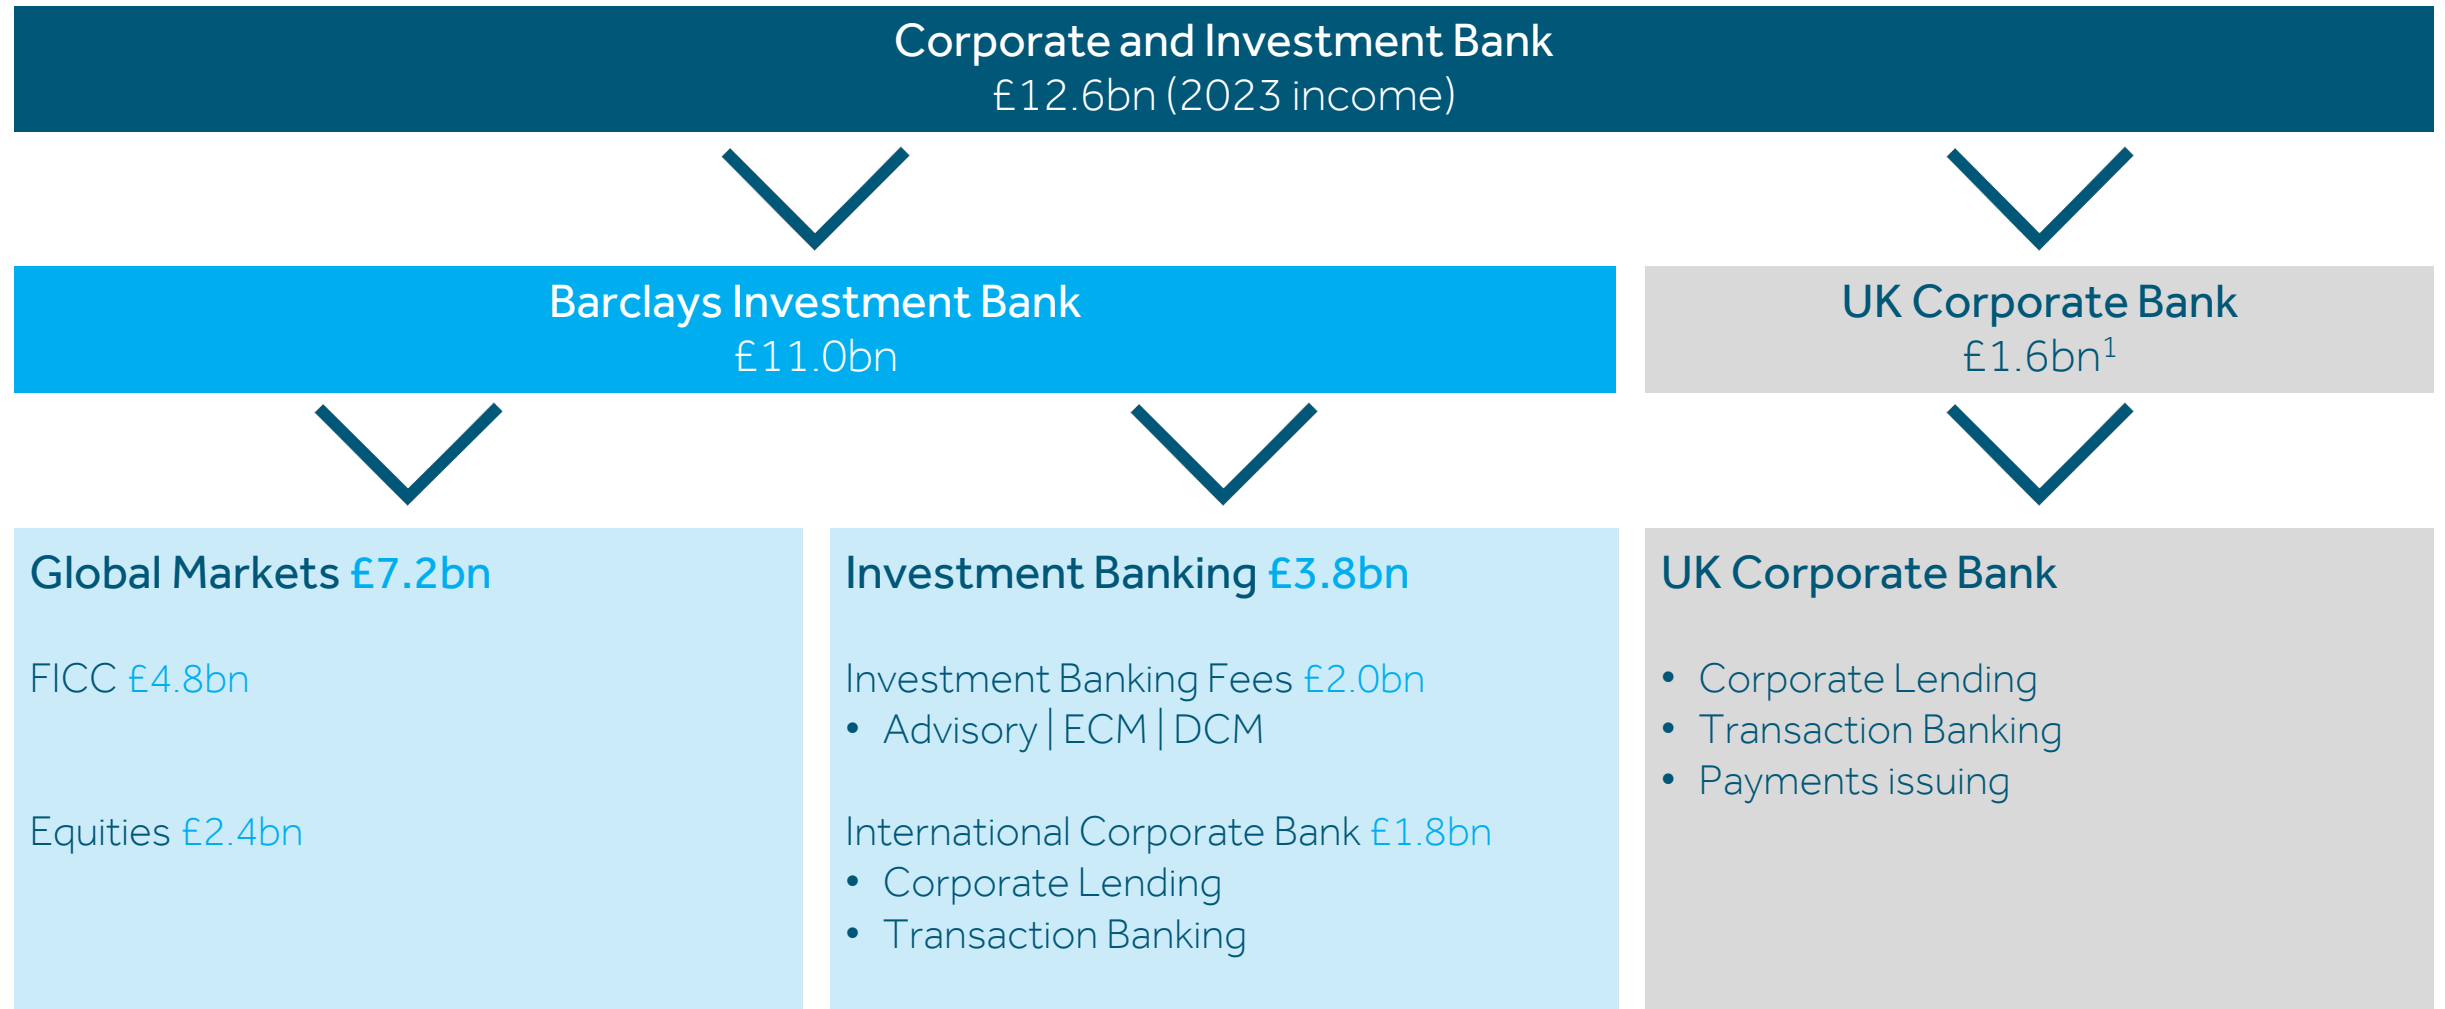 Corporate and Investment Bank
£12.6bn (2023 income)
Barclays Investment Bank
£11.0bn
UK Corporate Bank
£1.6bn¹
Global Markets £7.2bn
FICC £4.8bn
Equities £2.4bn
Investment Banking £3.8bn
Investment Banking Fees £2.0bn
• Advisory | ECM | DCM
International Corporate Bank £1.8bn
• Corporate Lending
• Transaction Banking
UK Corporate Bank
• Corporate Lending
• Transaction Banking
• Payments issuing